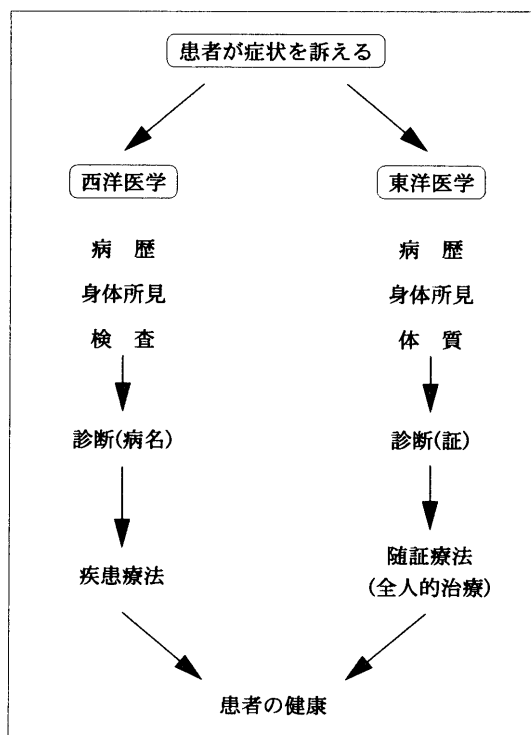 患者が症状を訴える
西洋医学
東洋医学
病 歴
病 歴
身体所見
身体所見
検 査
体 質
診断(病名)
診断(証)
疾患療法
随証療法
(全人的治療)
患者の健康